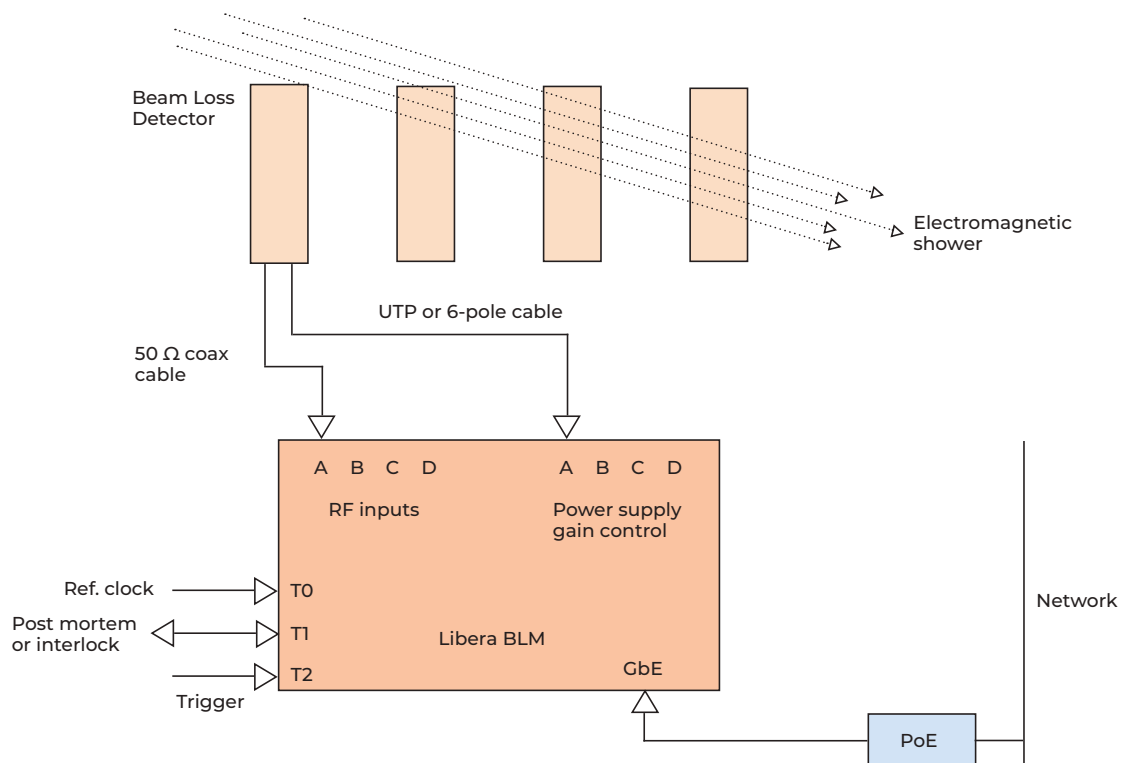 Beam Loss
Detector
Electromagnetic
shower
UTP or 6-pole cable
50 Ω coax
cable
A B C D
A B C D
RF inputs
Power supply
gain control
Ref. clock
T0
Post mortem
or interlock
T1
Libera BLM
T2
Trigger
GbE
Network
PoE